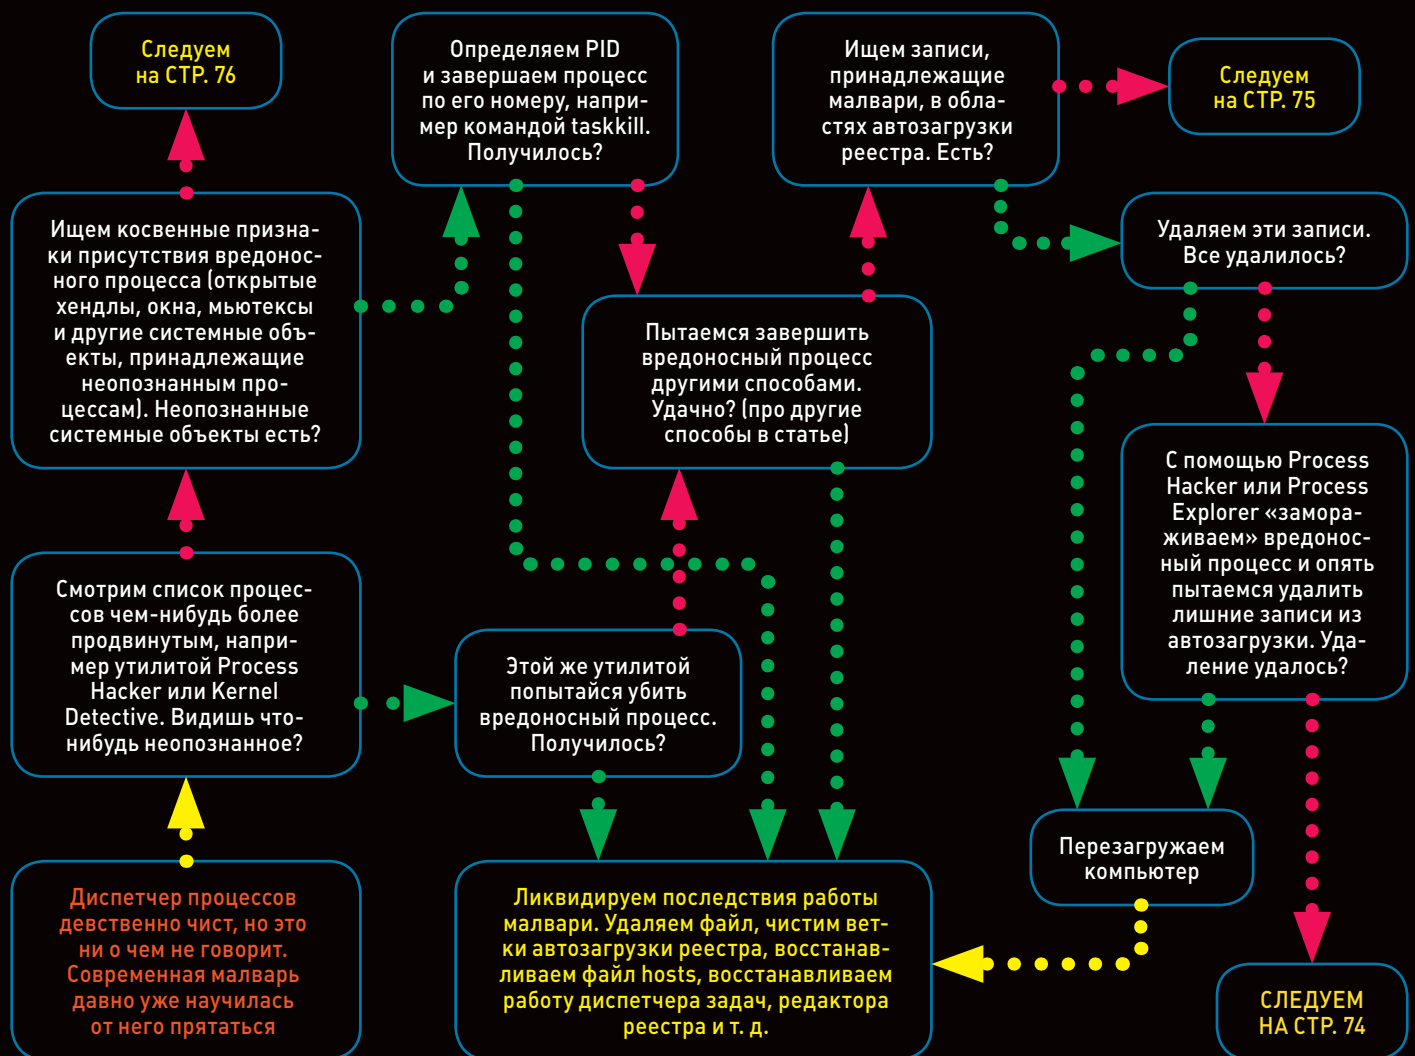 Следуем
на СТР. 76
Определяем PID
и завершаем процесс
по его номеру, напри-
мер командой taskkill.
Получилось?
Ищем записи,
принадлежащие
малвари, в обла-
стях автозагрузки
реестра. Есть?
Следуем
на СТР. 75
Ищем косвенные призна-
ки присутствия вредонос-
ного процесса (открытые
хендлы, окна, мьютексы
и другие системные объ-
екты, принадлежащие
неопознанным про-
цессам). Неопознанные
системные объекты есть?
Удаляем эти записи.
Все удалилось?
Пытаемся завершить
вредоносный процесс
другими способами.
Удачно? (про другие
способы в статье)
С помощью Process
Hacker или Process
Explorer «замора-
живаем» вредонос-
ный процесс и опять
пытаемся удалить
лишние записи из
автозагрузки. Уда-
ление удалось?
Смотрим список процес-
сов чем-нибудь более
продвинутым, напри-
мер утилитой Process
Hacker или Kernel
Detective. Видишь что-
нибудь неопознанное?
Этой же утилитой
попытайся убить
вредоносный процесс.
Получилось?
Перезагружаем
компьютер
Диспетчер процессов
девственно чист, но это
ни о чем не говорит.
Современная малварь
давно уже научилась
от него прятаться
Ликвидируем последствия работы
малвари. Удаляем файл, чистим вет-
ки автозагрузки реестра, восстанав-
ливаем файл hosts, восстанавливаем
работу диспетчера задач, редактора
реестра и т. д.
СЛЕДУЕМ
НА СТР. 74